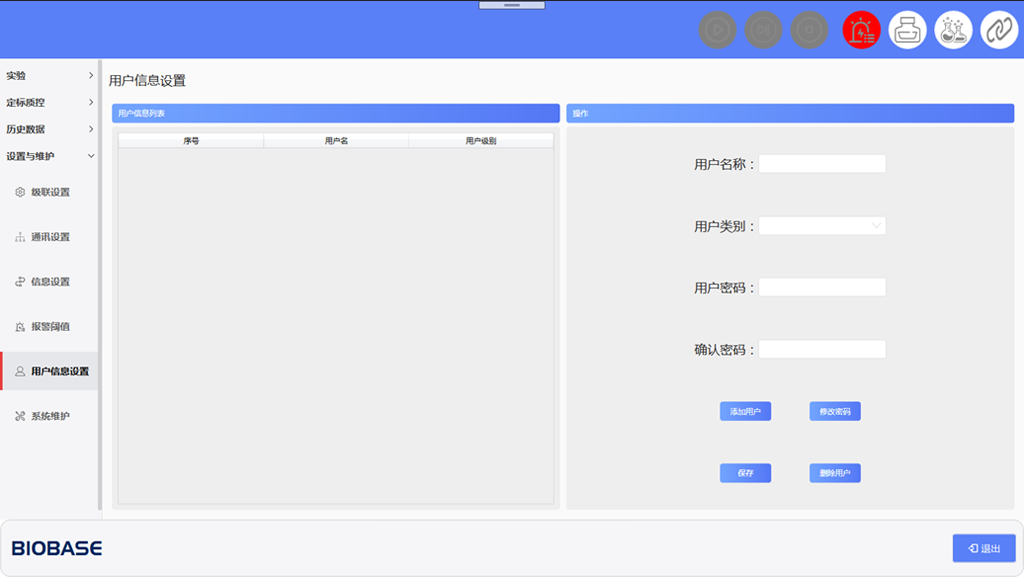 实验
定标质控
历史数据
设置与维护
级联设置
通讯设置
信息设置
报警阈值
用户信息设置
系统维护
用户信息设置
用户信息列表
序号 用户名 用户级别
操作
用户名称：
用户类别：
用户密码：
确认密码：
添加用户 修改密码
保存 删除用户
BIOBASE
退出